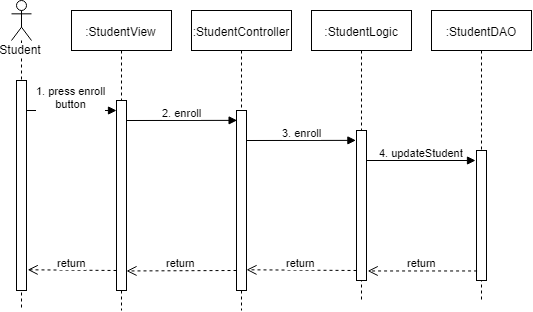 :StudentView
:StudentController
:StudentLogic
:StudentDAO
Student
1. press enroll
button
2. enroll
3. enroll
4. updateStudent
return
return
return
return